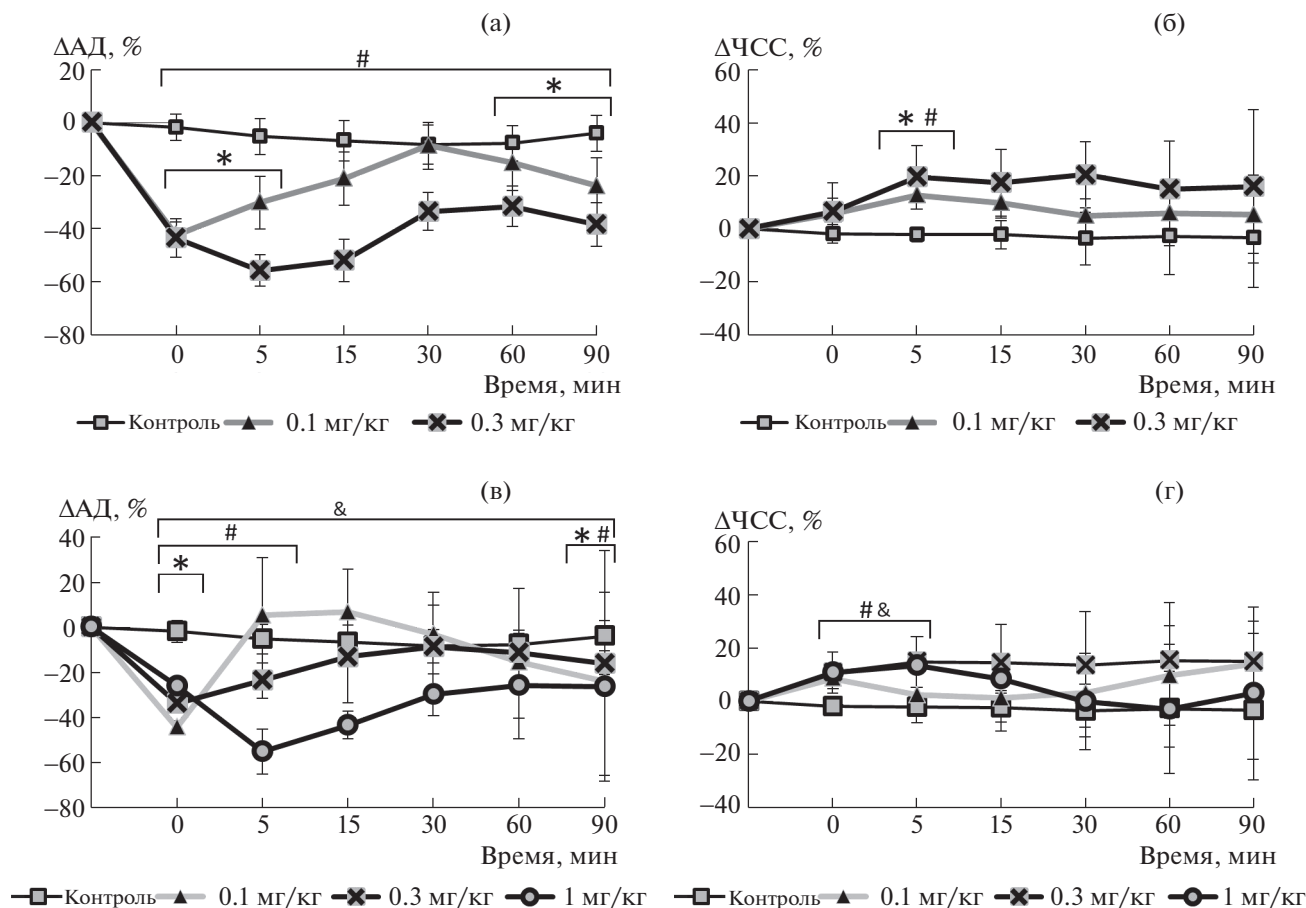 (а)
ΔАД, %
20
0
–20
–40
–60
–80
#
*
*
0 5 15 30 60 90
Время, мин
Контроль 0.1 мг/кг 0.3 мг/кг
(б)
ΔЧСС, %
60
40
20
0
–20
–40
* #
0 5 15 30 60 90
Время, мин
Контроль 0.1 мг/кг 0.3 мг/кг
(в)
ΔАД, %
40
20
0
–20
–40
–60
–80
&
#
*
* #
0 5 15 30 60 90
Время, мин
Контроль 0.1 мг/кг 0.3 мг/кг 1 мг/кг
(г)
ΔЧСС, %
60
40
20
0
–20
–40
# &
0 5 15 30 60 90
Время, мин
Контроль 0.1 мг/кг 0.3 мг/кг 1 мг/кг